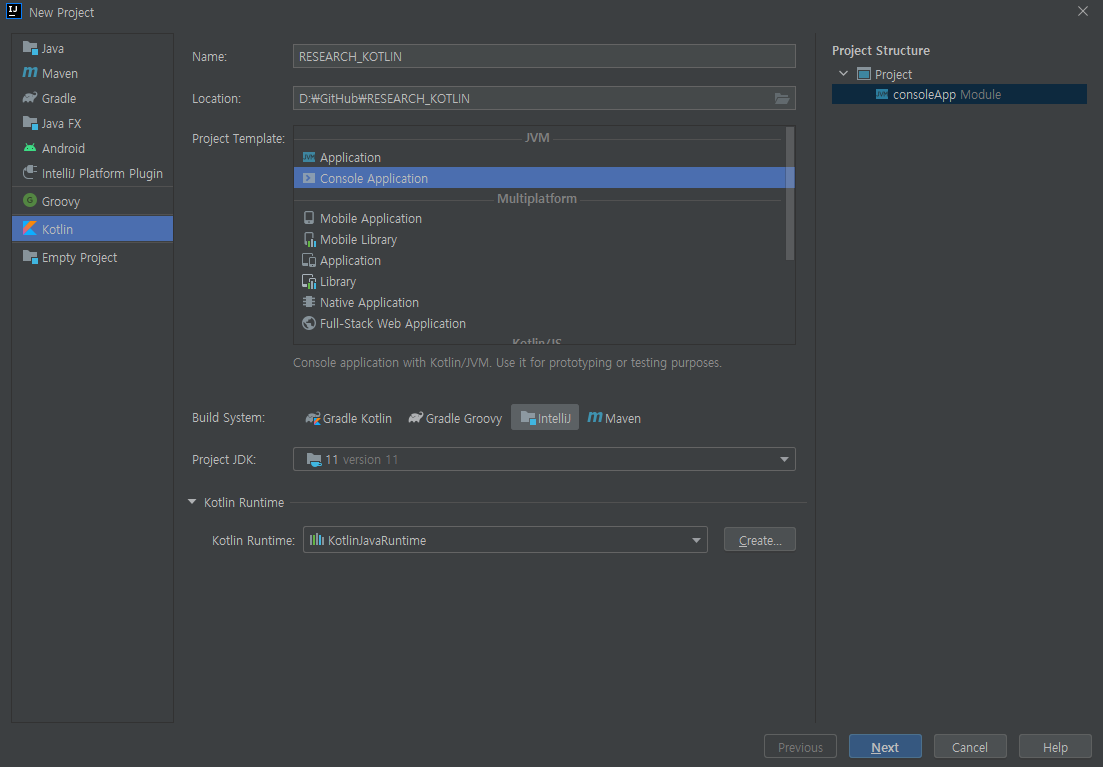 New Project
Java
Maven
Gradle
Java FX
Android
IntelliJ Platform Plugin
Groovy
Kotlin
Empty Project
Name:
RESEARCH_KOTLIN
Location:
D:₩GitHub₩RESEARCH_KOTLIN
Project Template:
JVM
Application
Console Application
Multiplatform
Mobile Application
Mobile Library
Application
Library
Native Application
Full-Stack Web Application
Kotlin/JS
Console application with Kotlin/JVM. Use it for prototyping or testing purposes.
Build System:
Gradle Kotlin
Gradle Groovy
IntelliJ
Maven
Project JDK:
11 version 11
Kotlin Runtime
Kotlin Runtime:
KotlinJavaRuntime
Create...
Project Structure
Project
consoleApp Module
Previous
Next
Cancel
Help